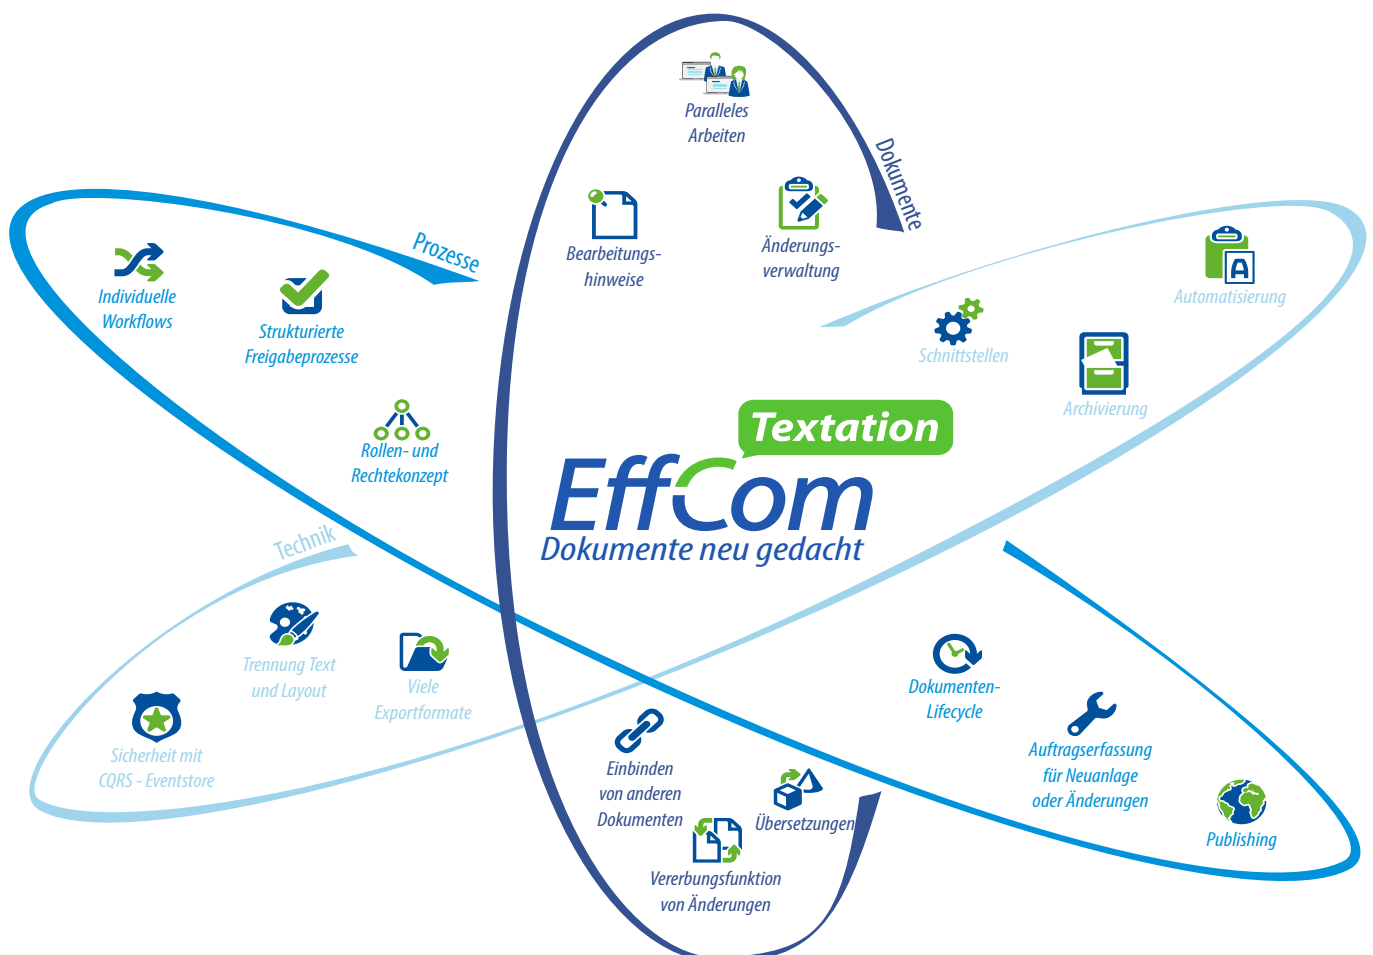 Paralleles
Arbeiten
Dokumente
Bearbeitungs-
hinweise
Änderungs-
verwaltung
Prozesse
Individuelle
Workflows
Strukturierte
Freigabeprozesse
Rollen- und
Rechtekonzept
Automatisierung
Schnittstellen
Archivierung
Textation
EffCom
Dokumente neu gedacht
Technik
Trennung Text
und Layout
Viele
Exportformate
Sicherheit mit
CQRS - Eventstore
Einbinden
von anderen
Dokumenten
Übersetzungen
Vererbungsfunktion
von Änderungen
Dokumenten-
Lifecycle
Auftragserfassung
für Neuanlage
oder Änderungen
Publishing
A